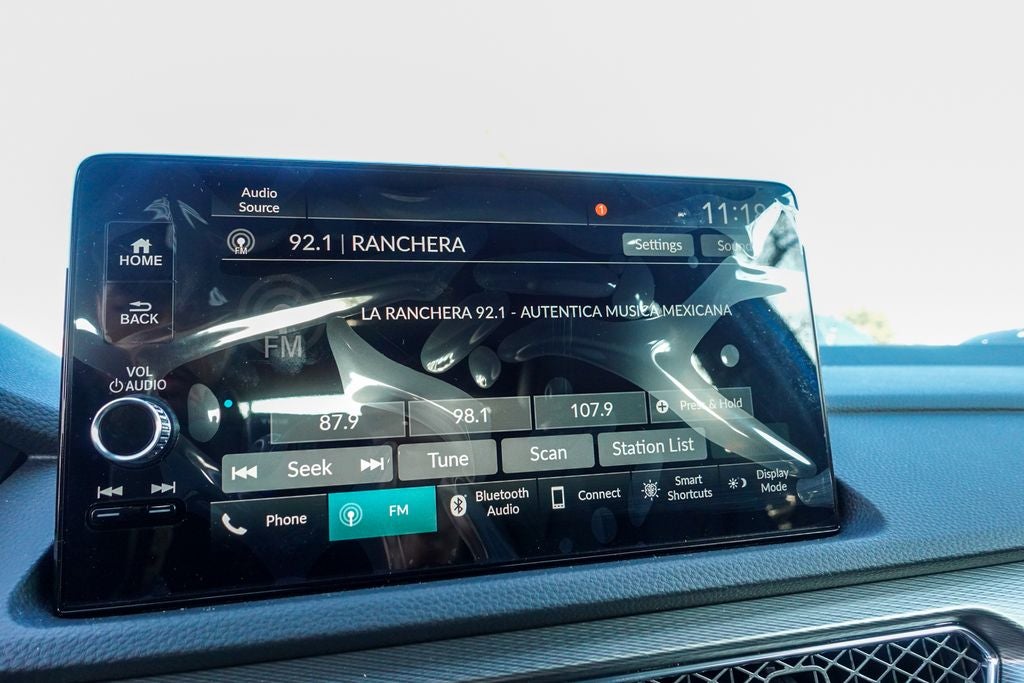 Audio
Source
1
FM
92.1 | RANCHERA
Settings
HOME
BACK
LA RANCHERA 92.1 - AUTENTICA MUSICA MEXICANA
FM
VOL
AUDIO
87.9
98.1
107.9
Press & Hold
Seek
Tune
Scan
Station List
Phone
FM
Bluetooth
Audio
Connect
Smart
Shortcuts
Display
Mode